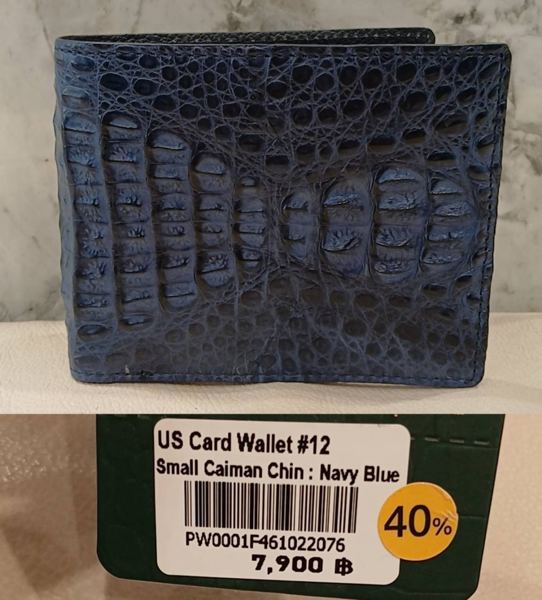 US Card Wallet #12
Small Caiman Chin : Navy Blue
PW0001F461022076
40%
7,900 ฿